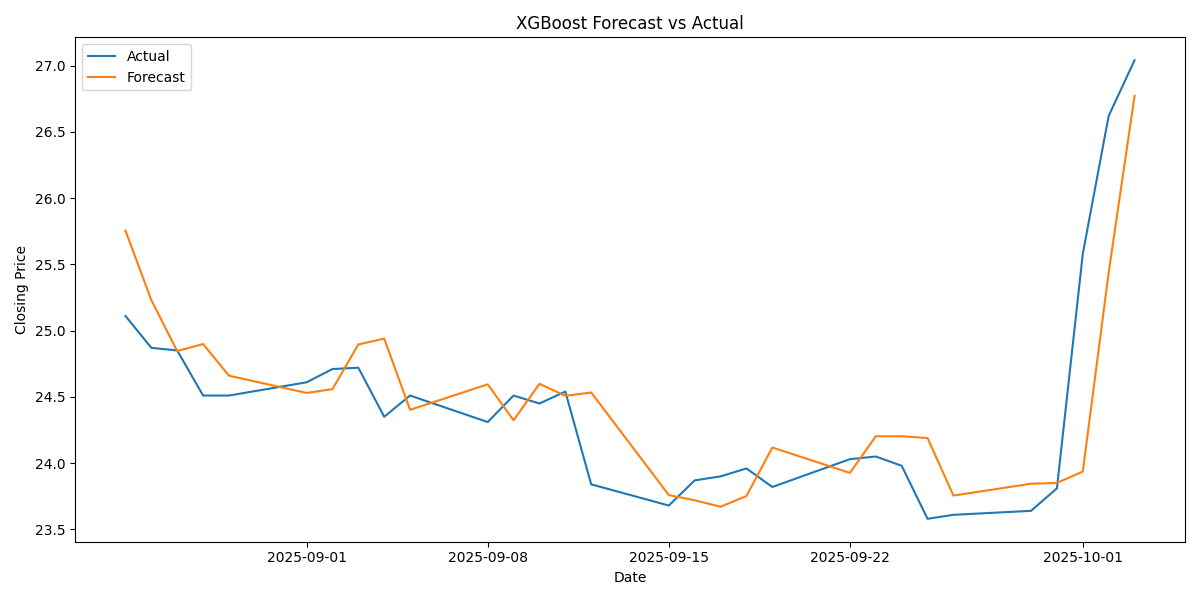 XGBoost Forecast vs Actual
Actual
Forecast
27.0
26.5
26.0
25.5
25.0
24.5
24.0
23.5
Closing Price
2025-09-01
2025-09-08
2025-09-15
2025-09-22
2025-10-01
Date